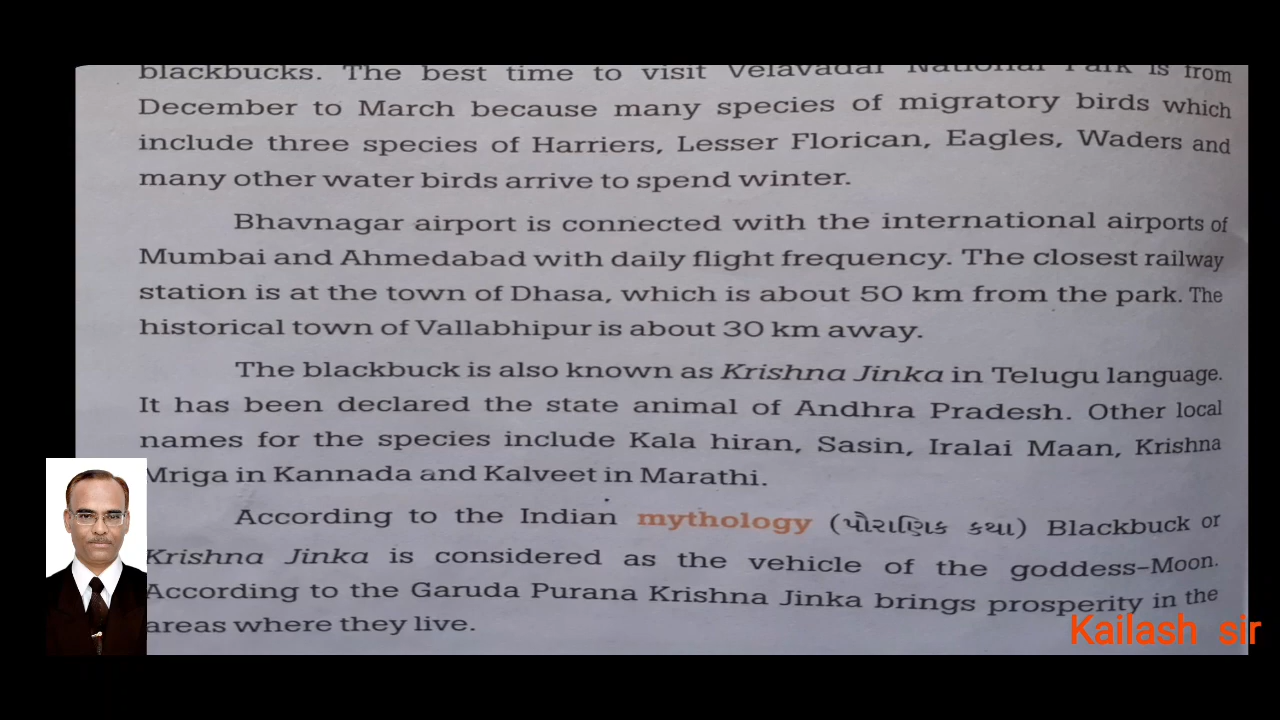 blackbucks. The best time to visit Velavadar National Park is from
December to March because many species of migratory birds which
include three species of Harriers, Lesser Florican, Eagles, Waders and
many other water birds arrive to spend winter.
Bhavnagar airport is connected with the international airports of
Mumbai and Ahmedabad with daily flight frequency. The closest railway
station is at the town of Dhasa, which is about 50 km from the park. The
historical town of Vallabhipur is about 30 km away.
The blackbuck is also known as Krishna Jinka in Telugu language.
It has been declared the state animal of Andhra Pradesh. Other local
names for the species include Kala hiran, Sasin, Iralai Maan, Krishna
Mriga in Kannada and Kalveet in Marathi.
According to the Indian mythology (પૌરાણિક કથા) Blackbuck or
Krishna Jinka is considered as the vehicle of the goddess–Moon.
According to the Garuda Purana Krishna Jinka brings prosperity in the
areas where they live.
Kailash sir